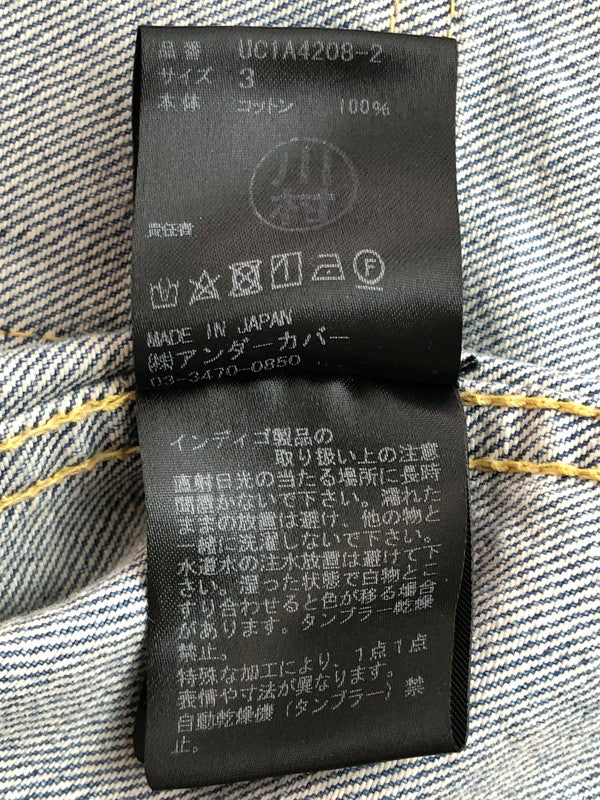 品番 UC1A4208-2
サイズ 3
本体 コットン 100%
川
村
責任者
F
MADE IN JAPAN
㈱アンダーカバー
03-3470-0850
インディゴ製品の
取り扱い上の注意
直射日光の当たる場所に長時
間置かないで下さい。濡れた
ままの放置は避け、他の物と
一緒に洗濯しないで下さい。
水道水の注水放置は避けて下
さい。湿った状態で白物とこ
すり合わせると色が移る場合
があります。タンブラー乾燥
禁止。
特殊な加工により、1点1点
表情や寸法が異なります。
自動乾燥機(タンブラー)禁
止。